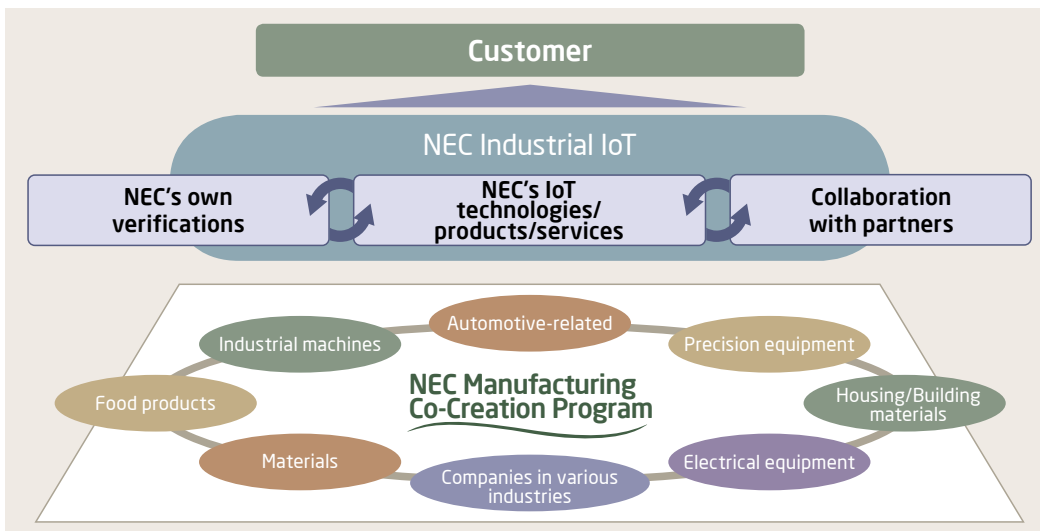 Customer
NEC Industrial IoT
NEC's own
verifications
NEC's IoT
technologies/
products/services
Collaboration
with partners
Automotive-related
Industrial machines
Precision equipment
Food products
NEC Manufacturing
Co-Creation Program
Housing/Building
materials
Materials
Electrical equipment
Companies in various
industries